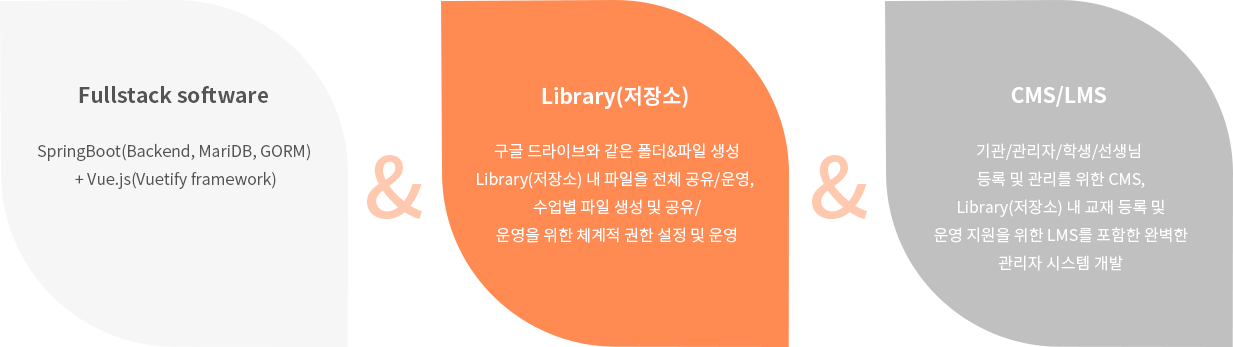 Fullstack software
SpringBoot(Backend, MariDB, GORM)
+ Vue.js(Vuetify framework)
&
Library(저장소)
구글 드라이브와 같은 폴더&파일 생성
Library(저장소) 내 파일을 전체 공유/운영,
수업별 파일 생성 및 공유/
운영을 위한 체계적 권한 설정 및 운영
&
CMS/LMS
기관/관리자/학생/선생님
등록 및 관리를 위한 CMS,
Library(저장소) 내 교재 등록 및
운영 지원을 위한 LMS를 포함한 완벽한
관리자 시스템 개발